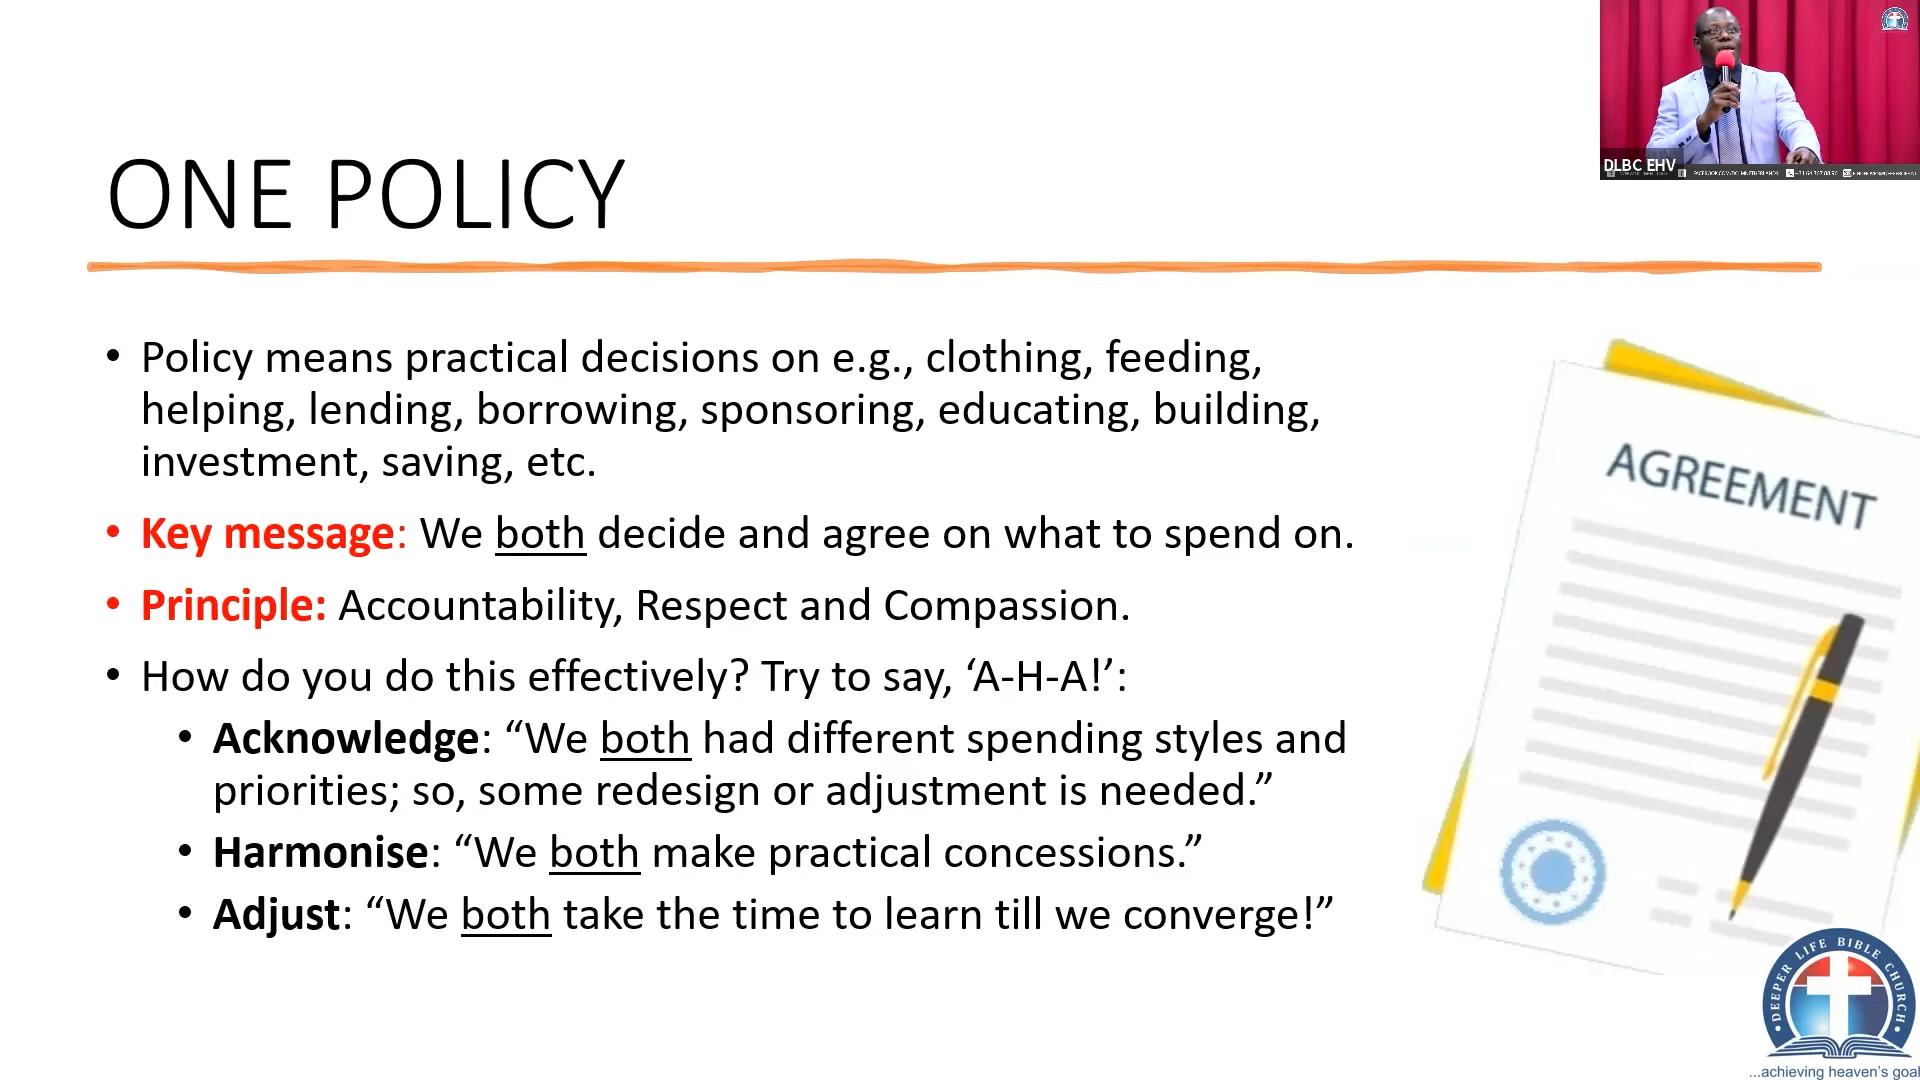 DLBC EHV
ONE POLICY
• Policy means practical decisions on e.g., clothing, feeding,
helping, lending, borrowing, sponsoring, educating, building,
investment, saving, etc.
• Key message: We both decide and agree on what to spend on.
• Principle: Accountability, Respect and Compassion.
• How do you do this effectively? Try to say, ‘A-H-A!’:
• Acknowledge: “We both had different spending styles and
priorities; so, some redesign or adjustment is needed.”
• Harmonise: “We both make practical concessions.”
• Adjust: “We both take the time to learn till we converge!”
AGREEMENT
DEEPER LIFE BIBLE CHURCH
...achieving heaven's goal